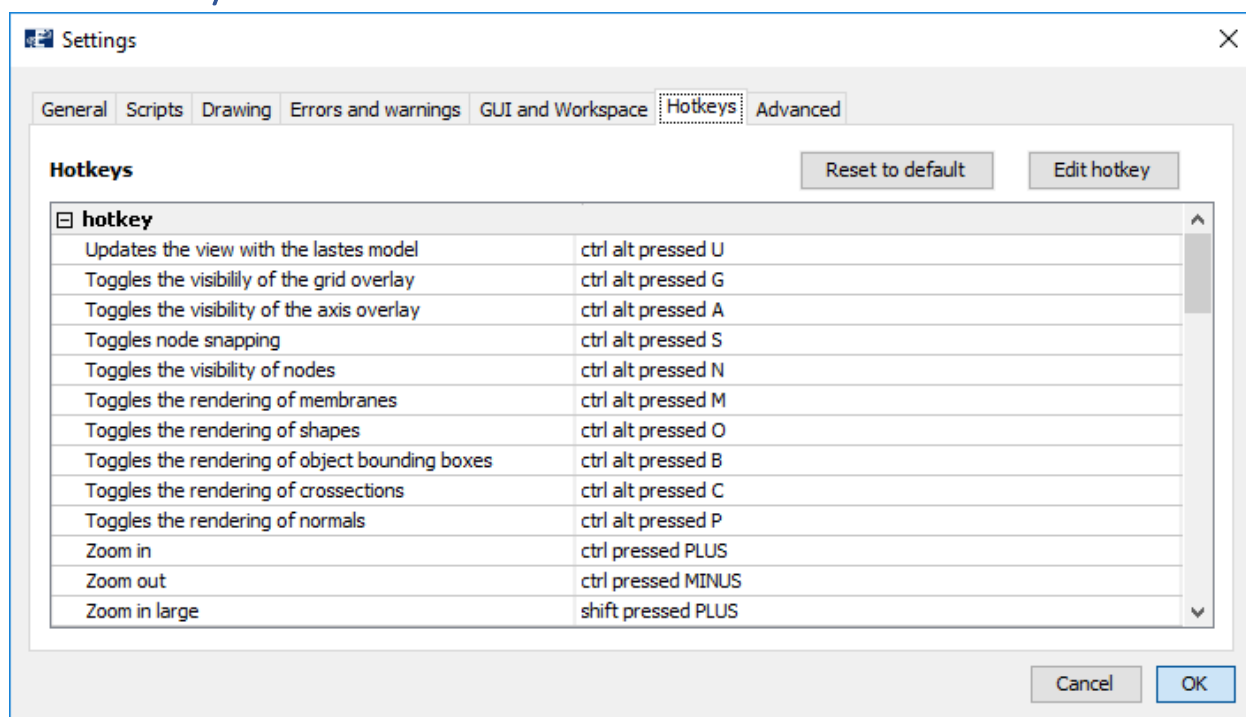 Settings
General Scripts Drawing Errors and warnings GUI and Workspace Hotkeys Advanced
Hotkeys Reset to default Edit hotkey
hotkey
Updates the view with the lastes model ctrl alt pressed U
Toggles the visibilily of the grid overlay ctrl alt pressed G
Toggles the visibility of the axis overlay ctrl alt pressed A
Toggles node snapping ctrl alt pressed S
Toggles the visibility of nodes ctrl alt pressed N
Toggles the rendering of membranes ctrl alt pressed M
Toggles the rendering of shapes ctrl alt pressed O
Toggles the rendering of object bounding boxes ctrl alt pressed B
Toggles the rendering of crossections ctrl alt pressed C
Toggles the rendering of normals ctrl alt pressed P
Zoom in ctrl pressed PLUS
Zoom out ctrl pressed MINUS
Zoom in large shift pressed PLUS
Cancel OK